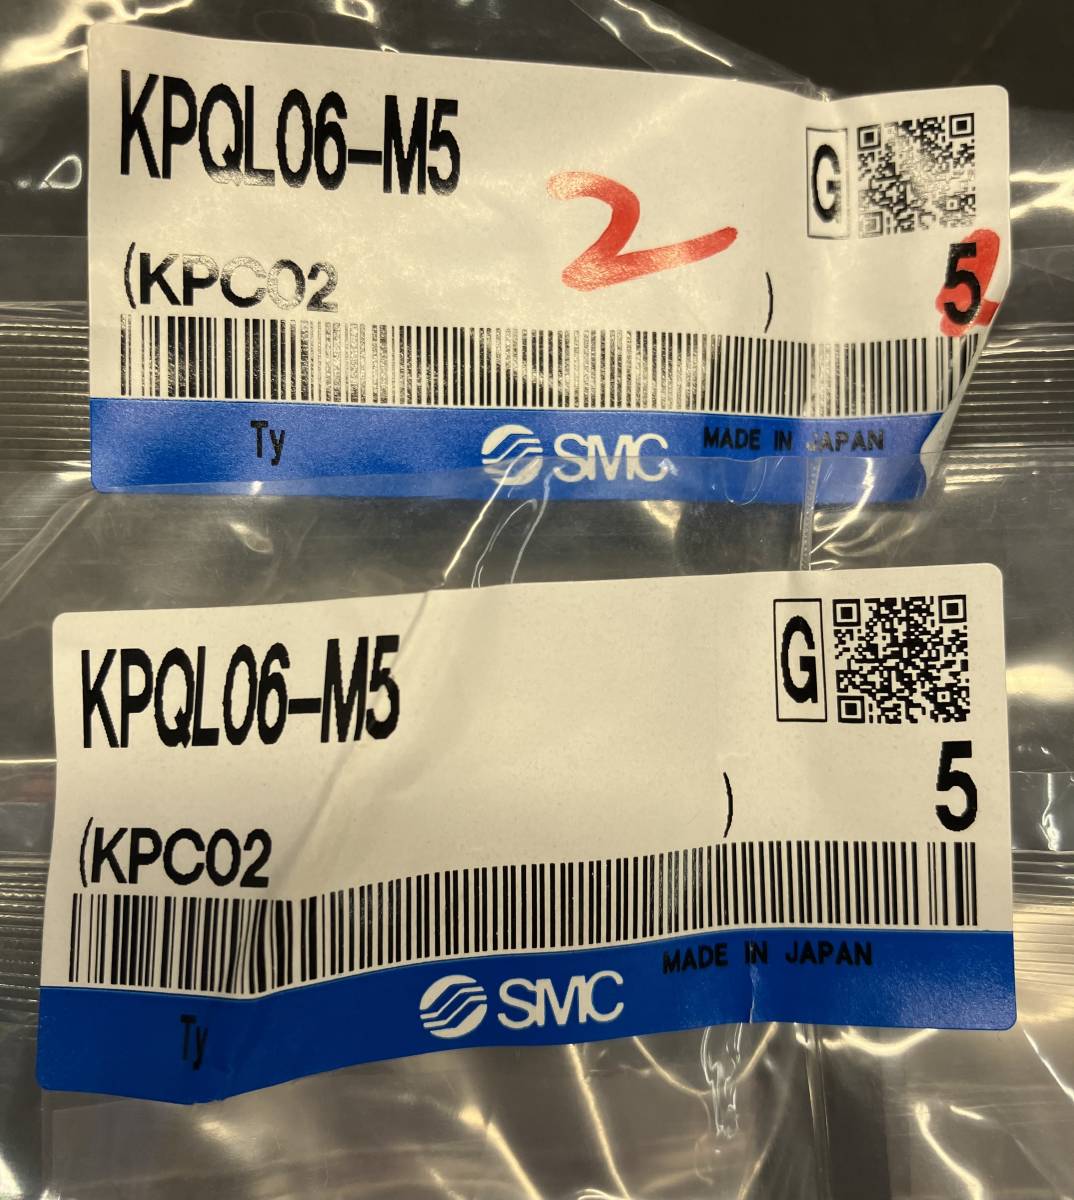 KPQL06-M5
2
G
(KPC02 )
5
Ty SMC MADE IN JAPAN
KPQL06-M5
G
(KPC02 )
5
Ty SMC MADE IN JAPAN